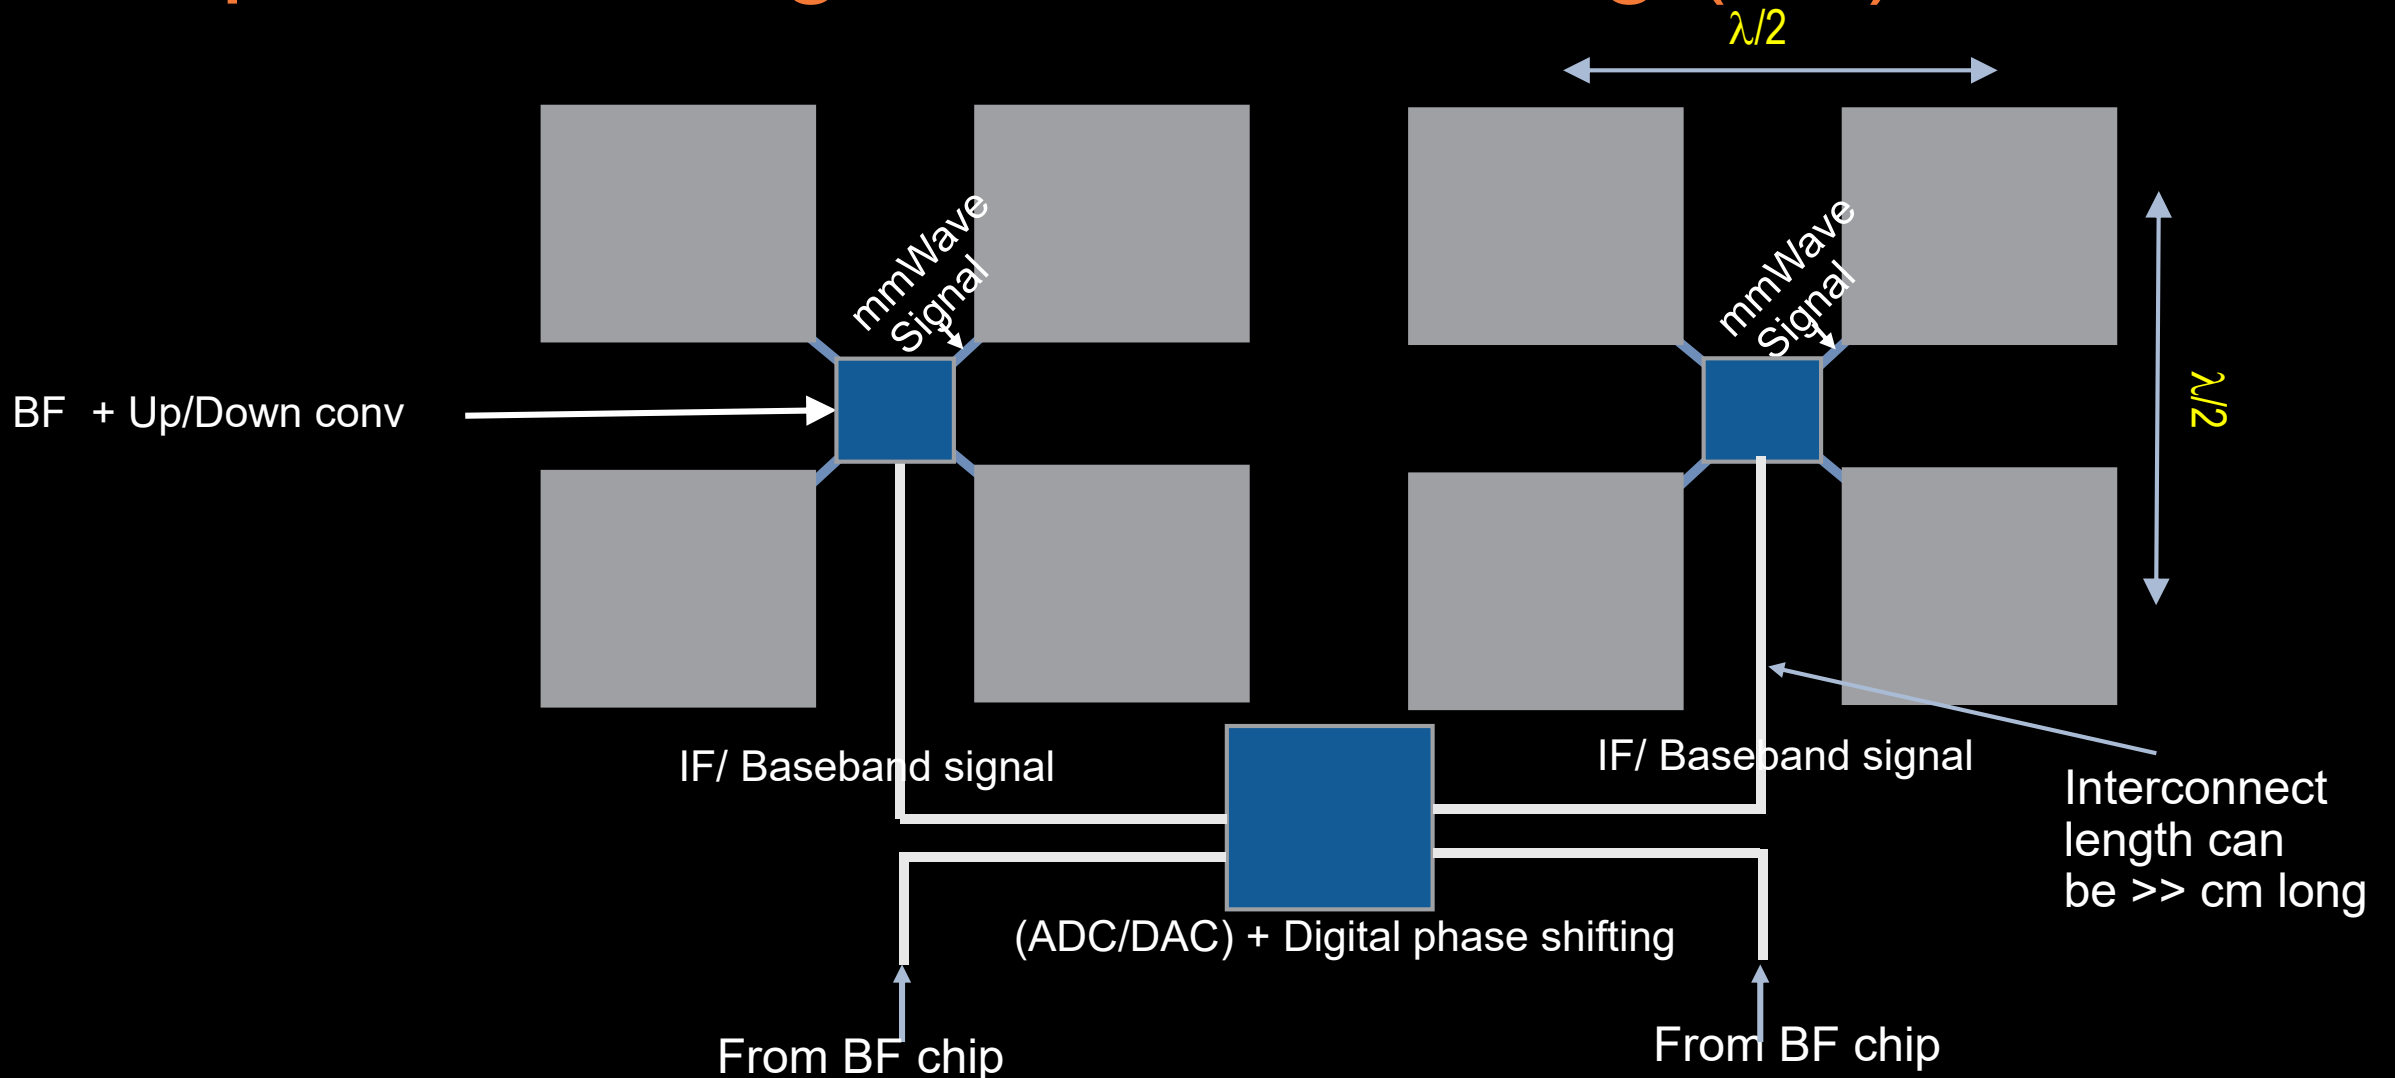 λ/2
mmWave
Signal
mmWave
Signal
λ/2
BF + Up/Down conv
IF/ Baseband signal
IF/ Baseband signal
Interconnect
length can
be >> cm long
(ADC/DAC) + Digital phase shifting
From BF chip
From BF chip